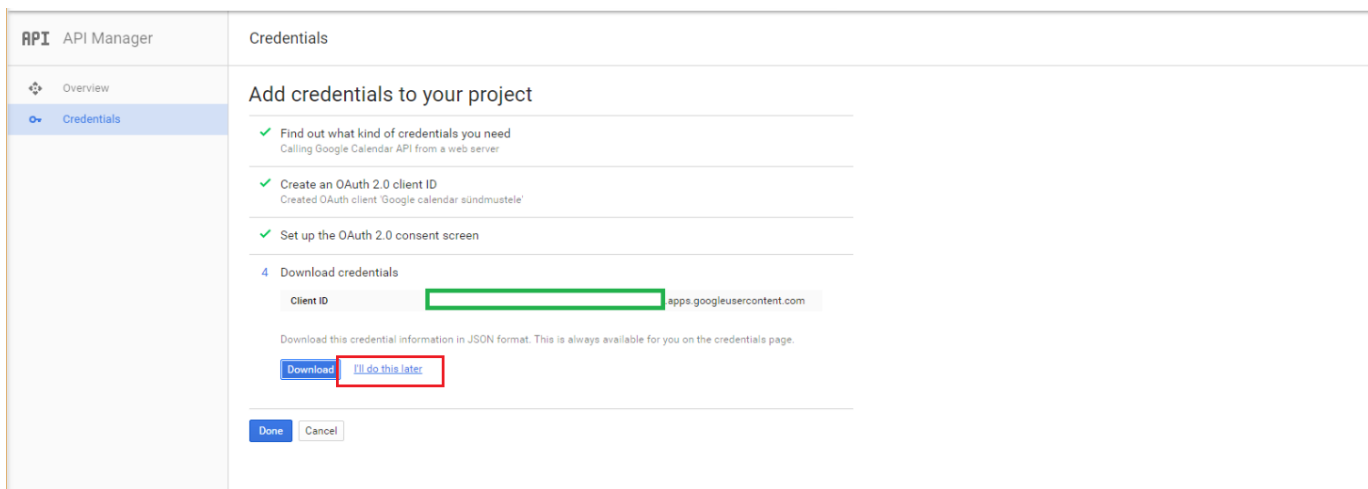 API API Manager
Credentials
Overview
Credentials
Add credentials to your project
Find out what kind of credentials you need
Calling Google Calendar API from a web server
Create an OAuth 2.0 client ID
Created OAuth client 'Google calendar sündmustele'
Set up the OAuth 2.0 consent screen
4 Download credentials
Client ID .apps.googleusercontent.com
Download this credential information in JSON format. This is always available for you on the credentials page.
Download I'll do this later
Done Cancel